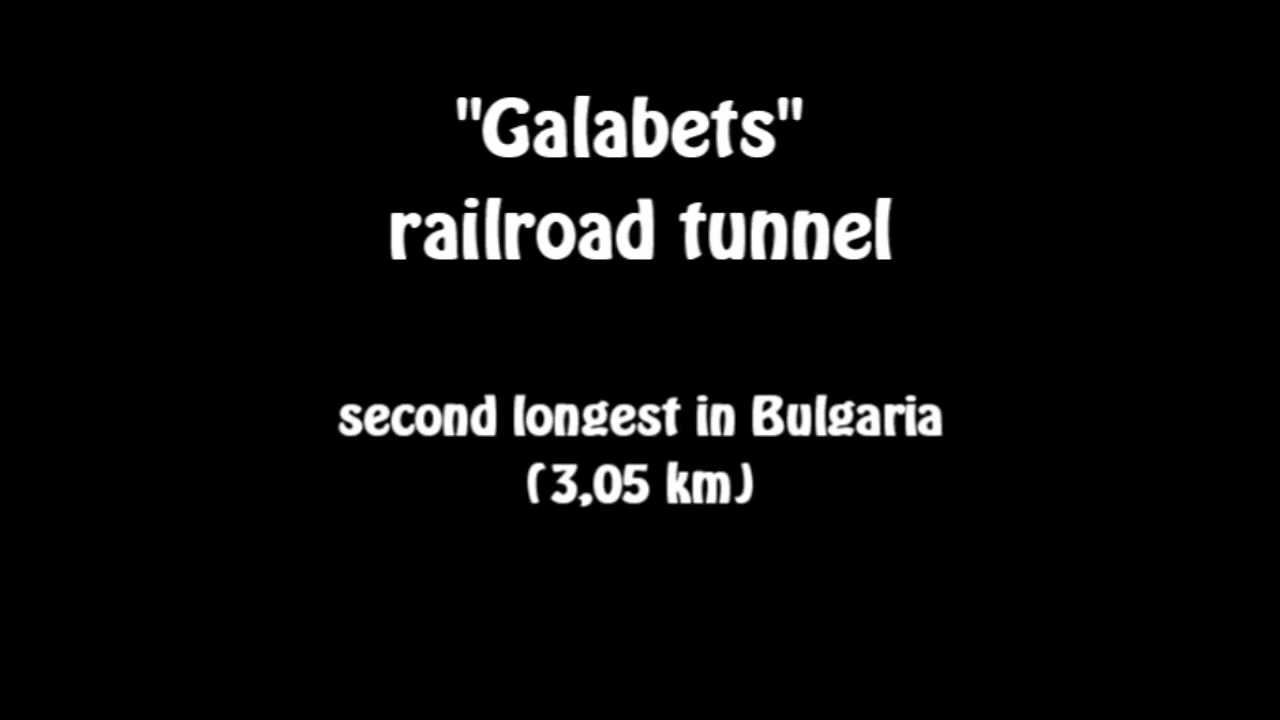 "Galabets"
railroad tunnel
second longest in Bulgaria
(3,05 km)